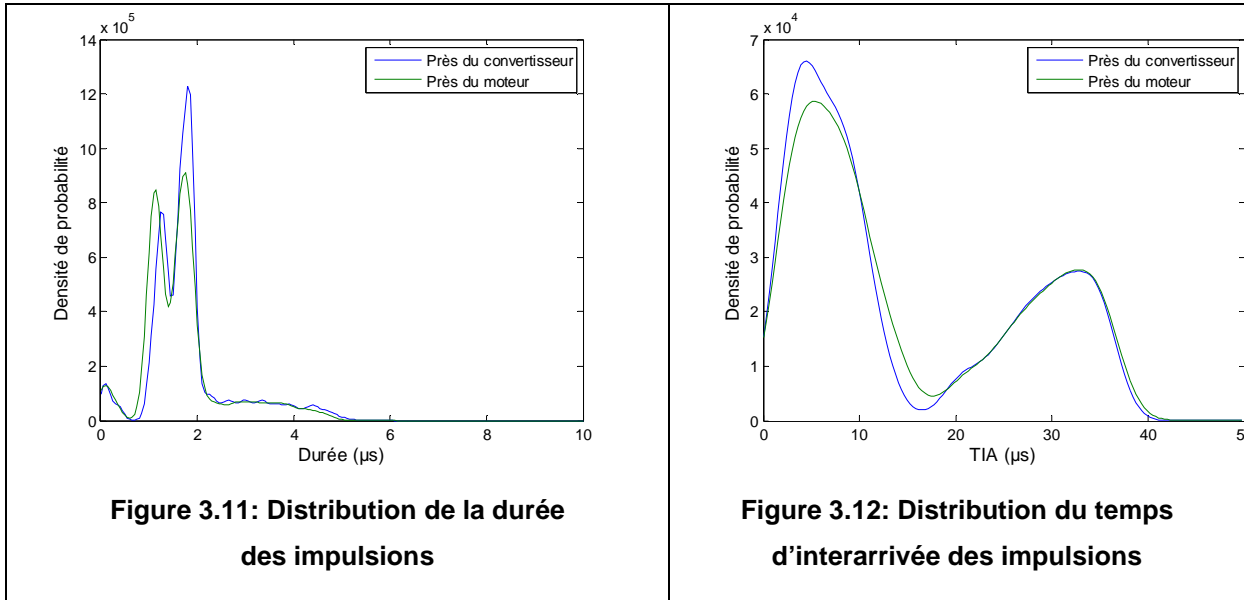 x 10^5
14
12
10
8
6
4
2
0
Densité de probabilité
Près du convertisseur
Près du moteur
0 2 4 6 8 10
Durée (µs)
Figure 3.11: Distribution de la durée
des impulsions
x 10^4
7
6
5
4
3
2
1
0
Densité de probabilité
Près du convertisseur
Près du moteur
0 10 20 30 40 5
TIA (µs)
Figure 3.12: Distribution du temps
d'interarrivée des impulsions